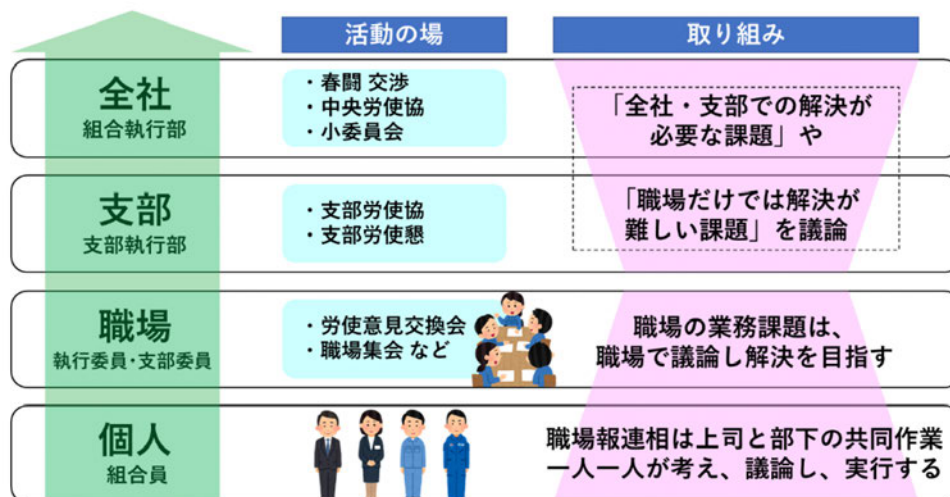 活動の場
取り組み
全社
組合執行部
・春闘 交渉
・中央労使協
・小委員会
「全社・支部での解決が
必要な課題」や
支部
支部執行部
・支部労使協
・支部労使懇
「職場だけでは解決が
難しい課題」を議論
職場
執行委員・支部委員
・労使意見交換会
・職場集会 など
職場の業務課題は、
職場で議論し解決を目指す
個人
組合員
職場報連相は上司と部下の共同作業
一人一人が考え、議論し、実行する